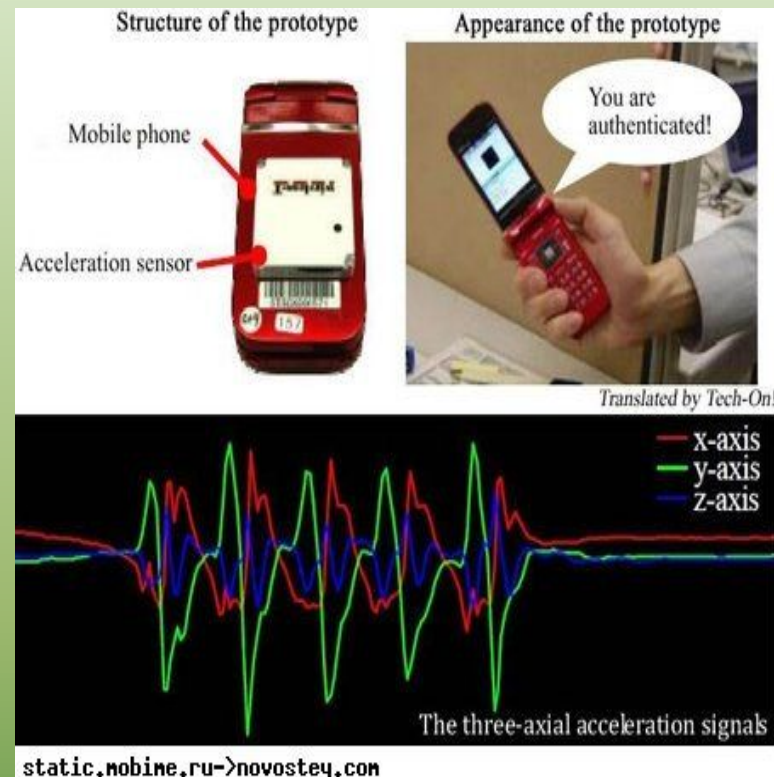 Structure of the prototype
Appearance of the prototype
Mobile phone
Acceleration sensor
You are
authenticated!
157
Translated by Tech-On!
x-axis
y-axis
z-axis
The three-axial acceleration signals
static.mobime.ru->novostey.com